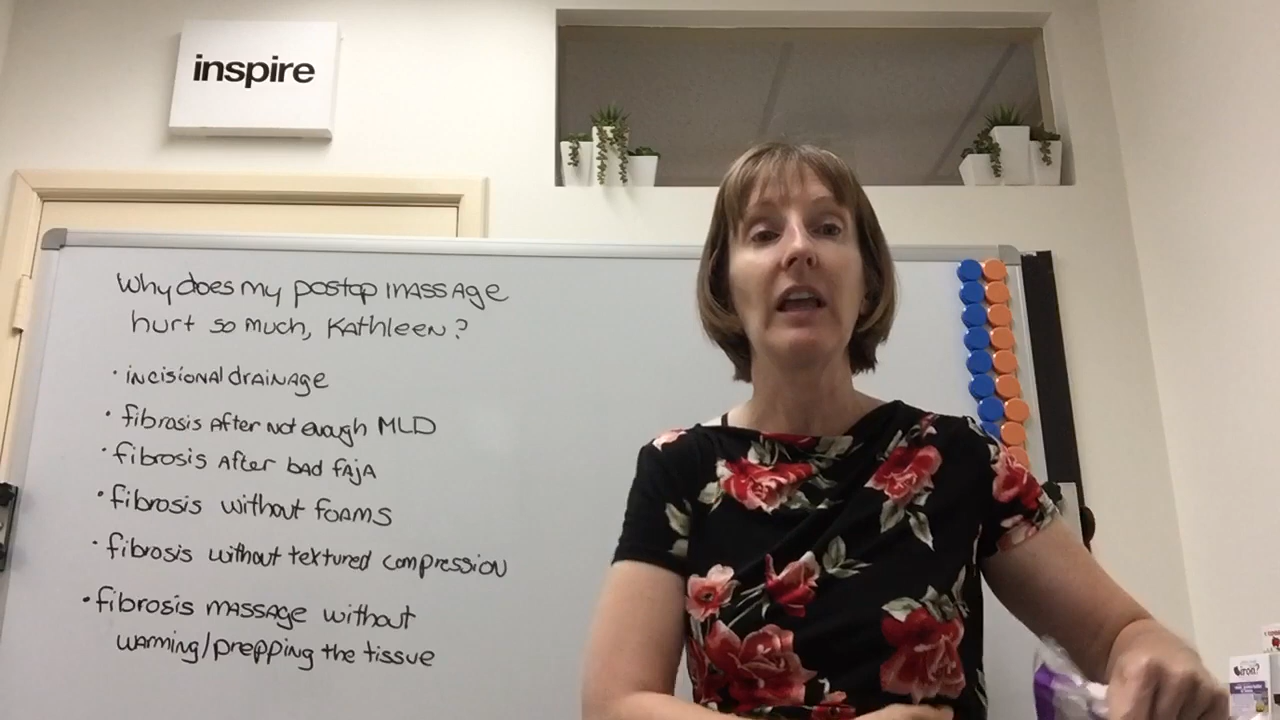 inspire
Why does my postop massage
hurt so much, Kathleen?
• incisional drainage
• fibrosis after not enough MLD
• fibrosis after bad faja
• fibrosis without foams
• fibrosis without textured compression
• fibrosis massage without
warming/prepping the tissue
iron?